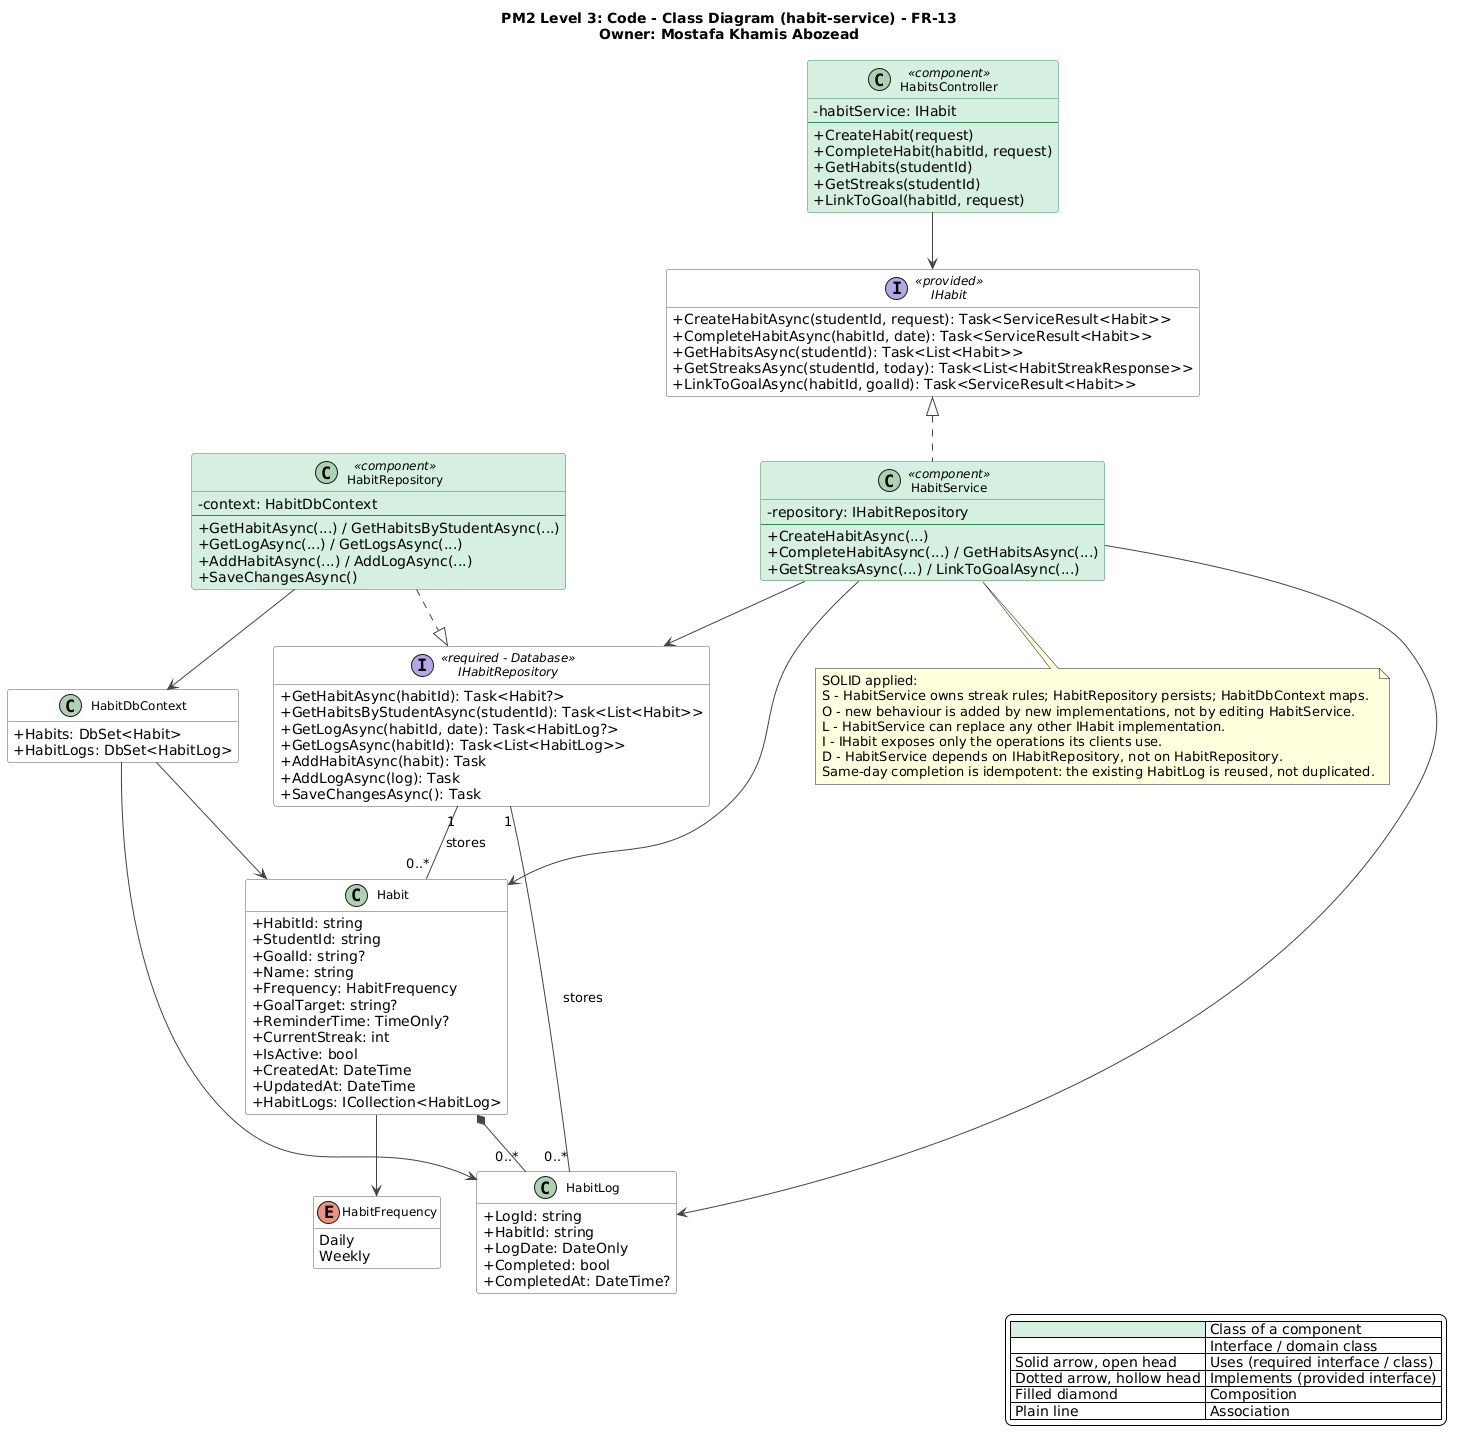 PM2 Level 3: Code - Class Diagram (habit-service) - FR-13
Owner: Mostafa Khamis Abozead
C
«component»
HabitsController
-habitService: IHabit
+CreateHabit(request)
+CompleteHabit(habitId, request)
+GetHabits(studentId)
+GetStreaks(studentId)
+LinkToGoal(habitId, request)
I
«provided»
IHabit
+CreateHabitAsync(studentId, request): Task<ServiceResult<Habit>>
+CompleteHabitAsync(habitId, date): Task<ServiceResult<Habit>>
+GetHabitsAsync(studentId): Task<List<Habit>>
+GetStreaksAsync(studentId, today): Task<List<HabitStreakResponse>>
+LinkToGoalAsync(habitId, goalId): Task<ServiceResult<Habit>>
C
«component»
HabitRepository
-context: HabitDbContext
+GetHabitAsync(...) / GetHabitsByStudentAsync(...)
+GetLogAsync(...) / GetLogsAsync(...)
+AddHabitAsync(...) / AddLogAsync(...)
+SaveChangesAsync()
C
«component»
HabitService
-repository: IHabitRepository
+CreateHabitAsync(...)
+CompleteHabitAsync(...) / GetHabitsAsync(...)
+GetStreaksAsync(...) / LinkToGoalAsync(...)
C
HabitDbContext
+Habits: DbSet<Habit>
+HabitLogs: DbSet<HabitLog>
I
«required - Database»
IHabitRepository
+GetHabitAsync(habitId): Task<Habit?>
+GetHabitsByStudentAsync(studentId): Task<List<Habit>>
+GetLogAsync(habitId, date): Task<HabitLog?>
+GetLogsAsync(habitId): Task<List<HabitLog>>
+AddHabitAsync(habit): Task
+AddLogAsync(log): Task
+SaveChangesAsync(): Task
SOLID applied:
S - HabitService owns streak rules; HabitRepository persists; HabitDbContext maps.
O - new behaviour is added by new implementations, not by editing HabitService.
L - HabitService can replace any other IHabit implementation.
I - IHabit exposes only the operations its clients use.
D - HabitService depends on IHabitRepository, not on HabitRepository.
Same-day completion is idempotent: the existing HabitLog is reused, not duplicated.
1
1
stores
0..*
C
Habit
+HabitId: string
+StudentId: string
+GoalId: string?
+Name: string
+Frequency: HabitFrequency
+GoalTarget: string?
+ReminderTime: TimeOnly?
+CurrentStreak: int
+IsActive: bool
+CreatedAt: DateTime
+UpdatedAt: DateTime
+HabitLogs: ICollection<HabitLog>
stores
0..*
0..*
E
HabitFrequency
Daily
Weekly
C
HabitLog
+LogId: string
+HabitId: string
+LogDate: DateOnly
+Completed: bool
+CompletedAt: DateTime?
Class of a component
Interface / domain class
Solid arrow, open head Uses (required interface / class)
Dotted arrow, hollow head Implements (provided interface)
Filled diamond Composition
Plain line Association